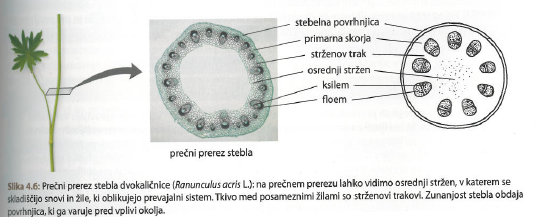 stebelna povrhnjica
primarna skorja
strženov trak
osrednji stržen
ksilem
floem
prečni prerez stebla
Slika 4.6: Prečni prerez stebla dvokaličnice (Ranunculus acris L.): na prečnem prerezu lahko vidimo osrednji stržen, v katerem se
skladiščijo snovi in žile, ki oblikujejo prevajalni sistem. Tkivo med posameznimi žilami so strženovi trakovi. Zunanjost stebla obdaja
povrhnjica, ki ga varuje pred vplivi okolja.